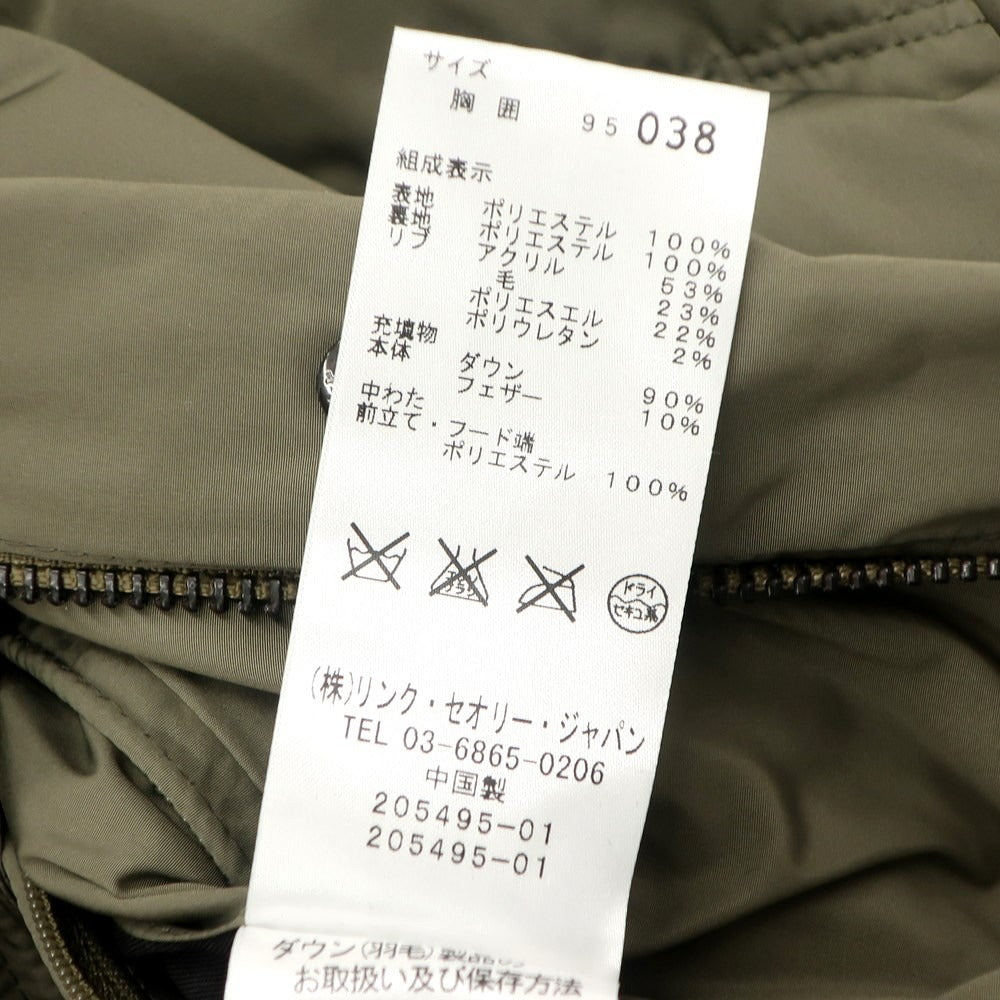 サイズ
胸 囲 95 038
組成表示
表地 ポリエステル 100%
裏地 ポリエステル 100%
リブ アクリル 53%
毛 23%
ポリエスエル 22%
ポリウレタン 2%
充填物
本体 ダウン 90%
フェザー 10%
中わた
前立て・フード端
ポリエステル 100%
ドライ
セキユ系
(株)リンク・セオリー・ジャパン
TEL 03-6865-0206
中国製
205495-01
205495-01
ダウン(羽毛)
お取扱い及び保存方法